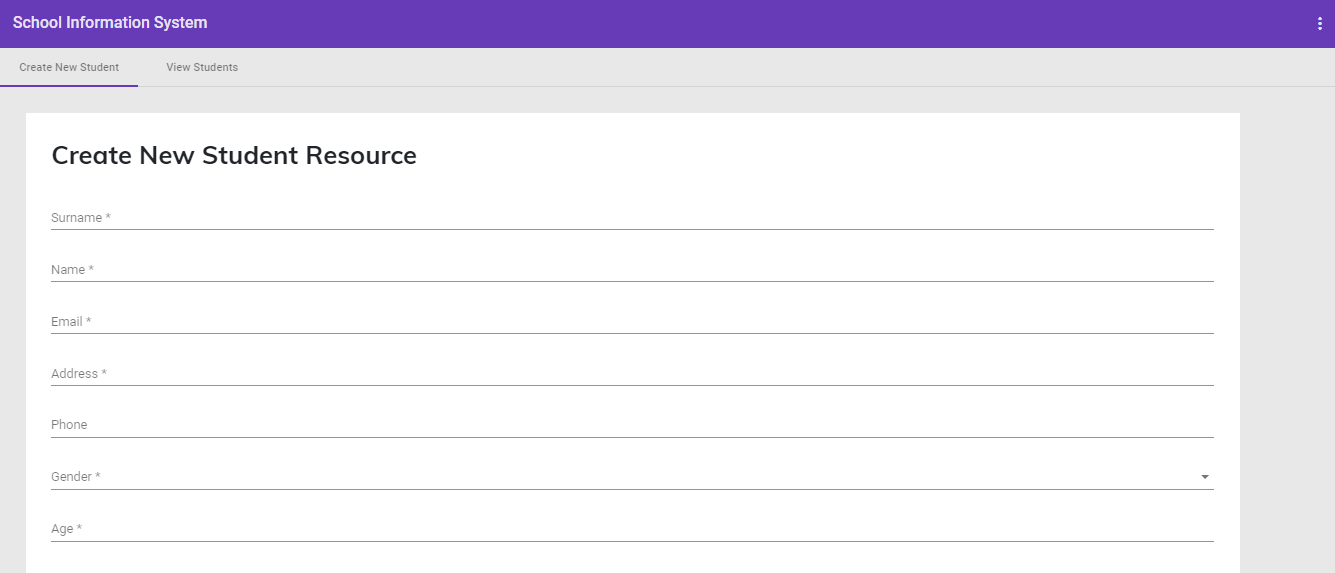 School Information System
Create New Student View Students
Create New Student Resource
Surname *
Name *
Email *
Address *
Phone
Gender *
Age *